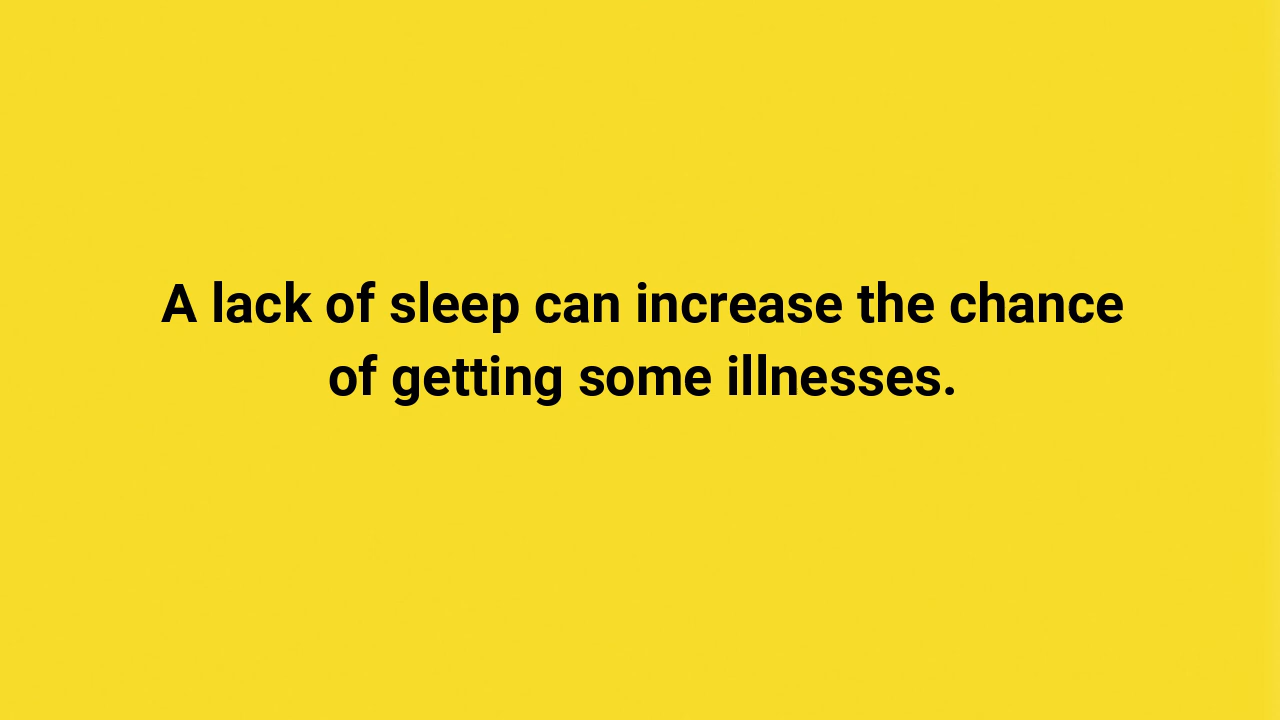 A lack of sleep can increase the chance
of getting some illnesses.